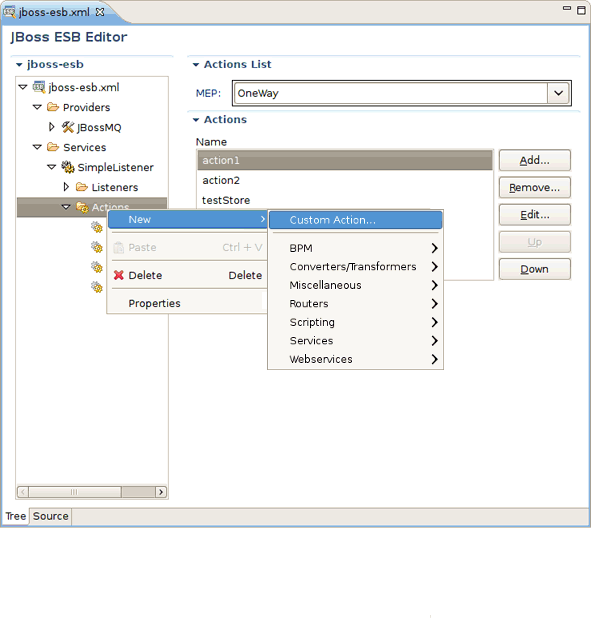 jboss-esb.xml
JBoss ESB Editor
jboss-esb
jboss-esb.xml
Providers
JBossMQ
Services
SimpleListener
Listeners
Actions
Actions List
MEP: OneWay
Actions
Name
action1
action2
testStore
Add...
Remove...
Edit...
Up
Down
New
Paste Ctrl + V
Delete Delete
Properties
Custom Action...
BPM
Converters/Transformers
Miscellaneous
Routers
Scripting
Services
Webservices
Tree Source